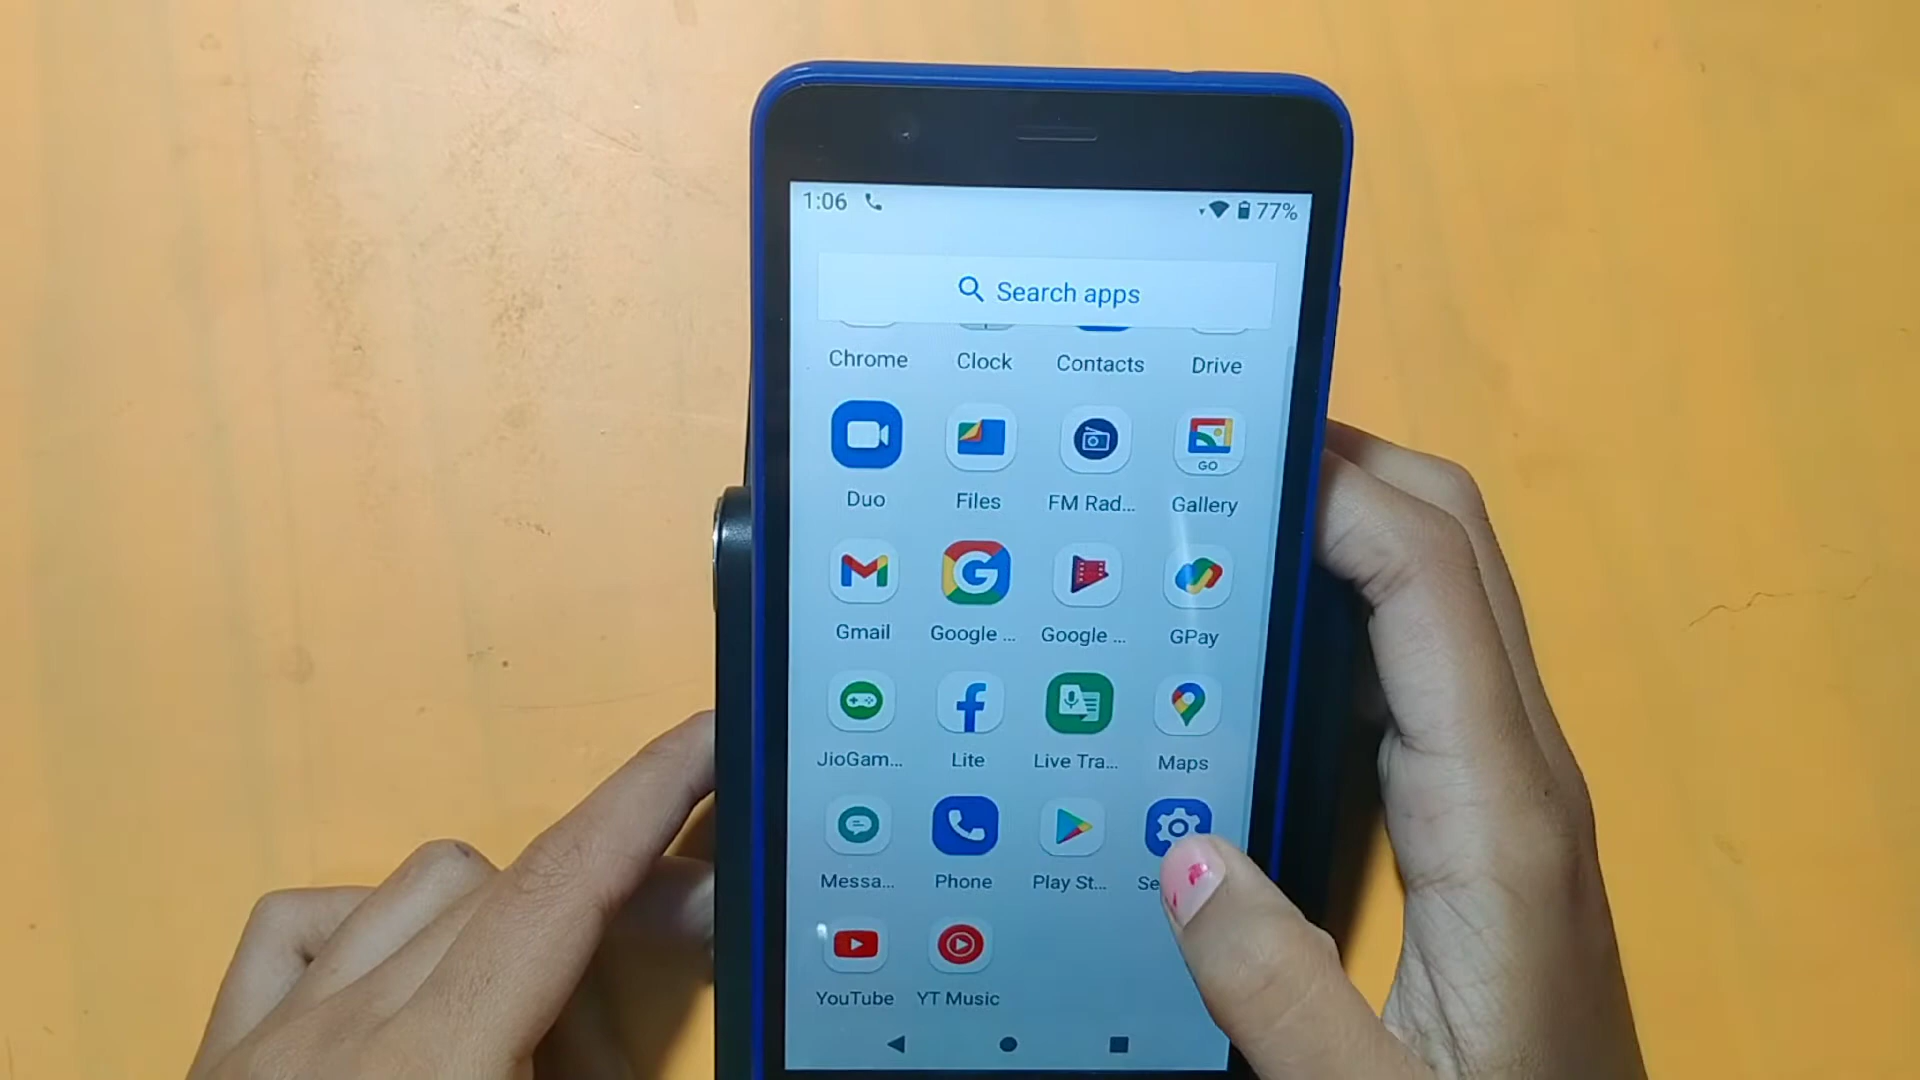 1:06 77%
Search apps
Chrome Clock Contacts Drive
GO
Duo Files FM Rad... Gallery
Gmail Google ... Google ... GPay
JioGam... Lite Live Tra... Maps
Messa... Phone Play St... Se
YouTube YT Music